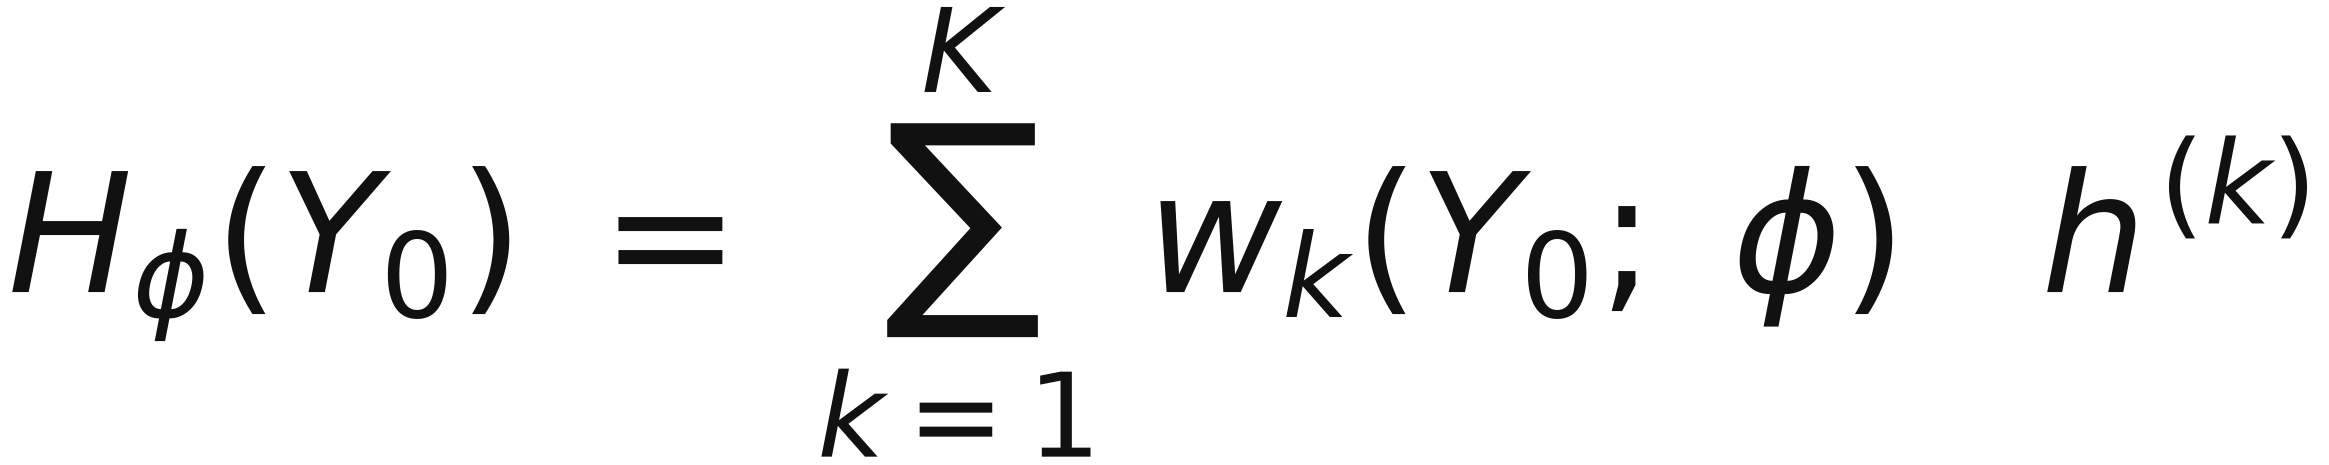 H_ϕ(Y_0) = ∑_{k=1}^{K} w_k(Y_0; ϕ) h^{(k)}